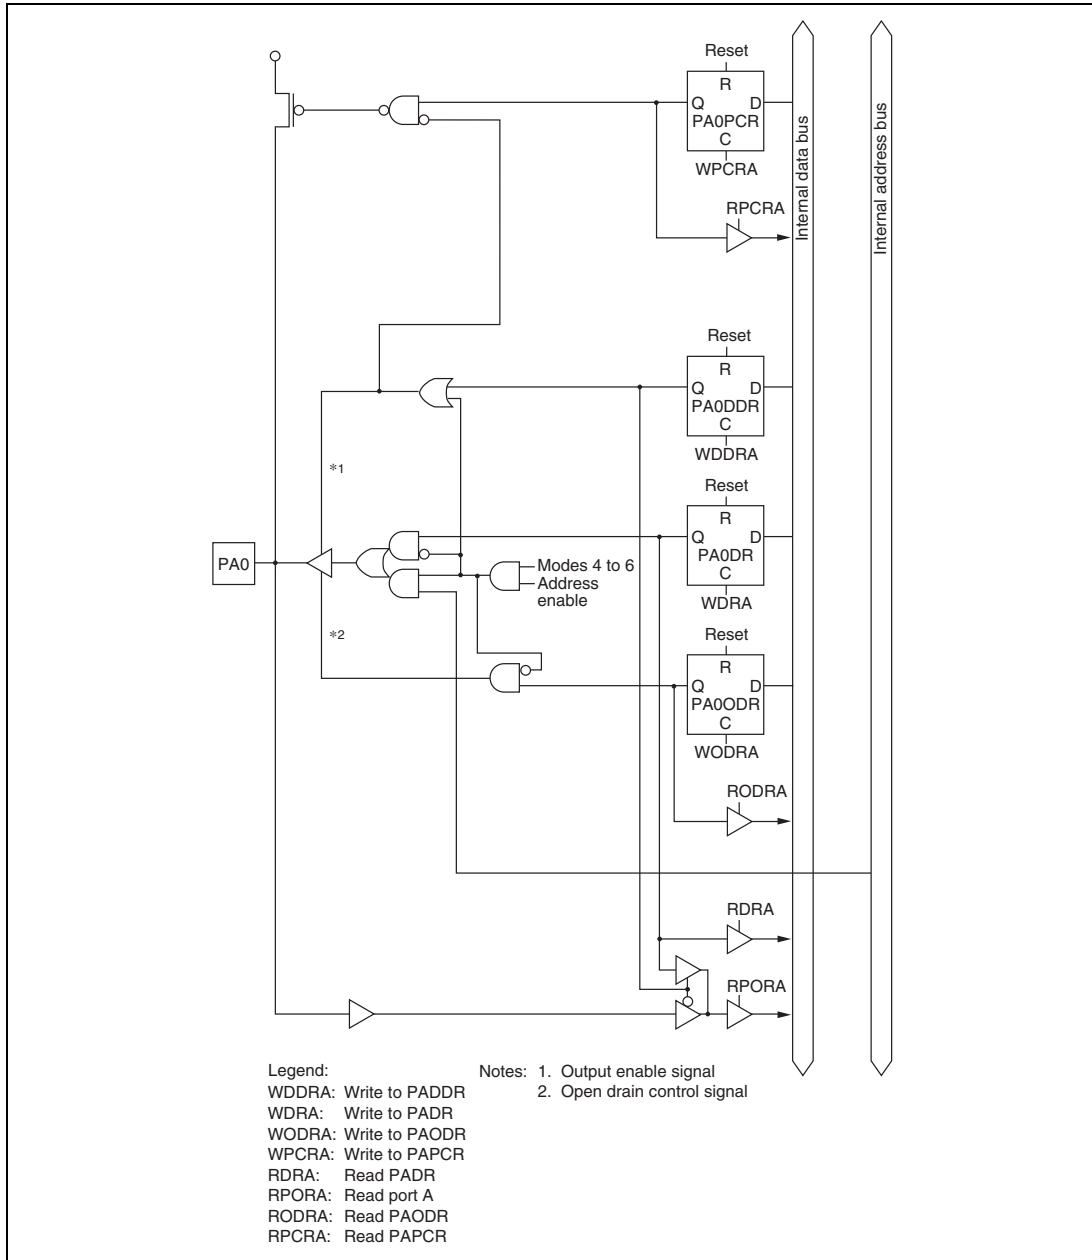 Reset
R
Q D
PA0PCR
C
WPCRA
RPCRA
Internal data bus
Internal address bus
Reset
R
Q D
PA0DDR
C
WDDRA
*1
Reset
R
Q D
PA0DR
C
WDRA
PA0
Modes 4 to 6
Address
enable
*2
Reset
R
Q D
PA0ODR
C
WODRA
RODRA
RDRA
RPORA
Legend:
WDDRA: Write to PADDR
WDRA: Write to PADR
WODRA: Write to PAODR
WPCRA: Write to PAPCR
RDRA: Read PADR
RPORA: Read port A
RODRA: Read PAODR
RPCRA: Read PAPCR
Notes: 1. Output enable signal
2. Open drain control signal